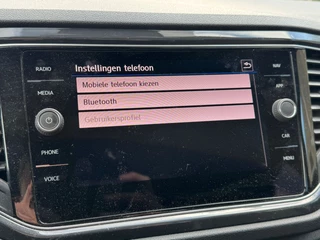 Instellingen telefoon
Mobiele telefoon kiezen
Bluetooth
Gebruikersprofiel
RADIO
MEDIA
PHONE
VOICE
NAV
APP
CAR
MENU